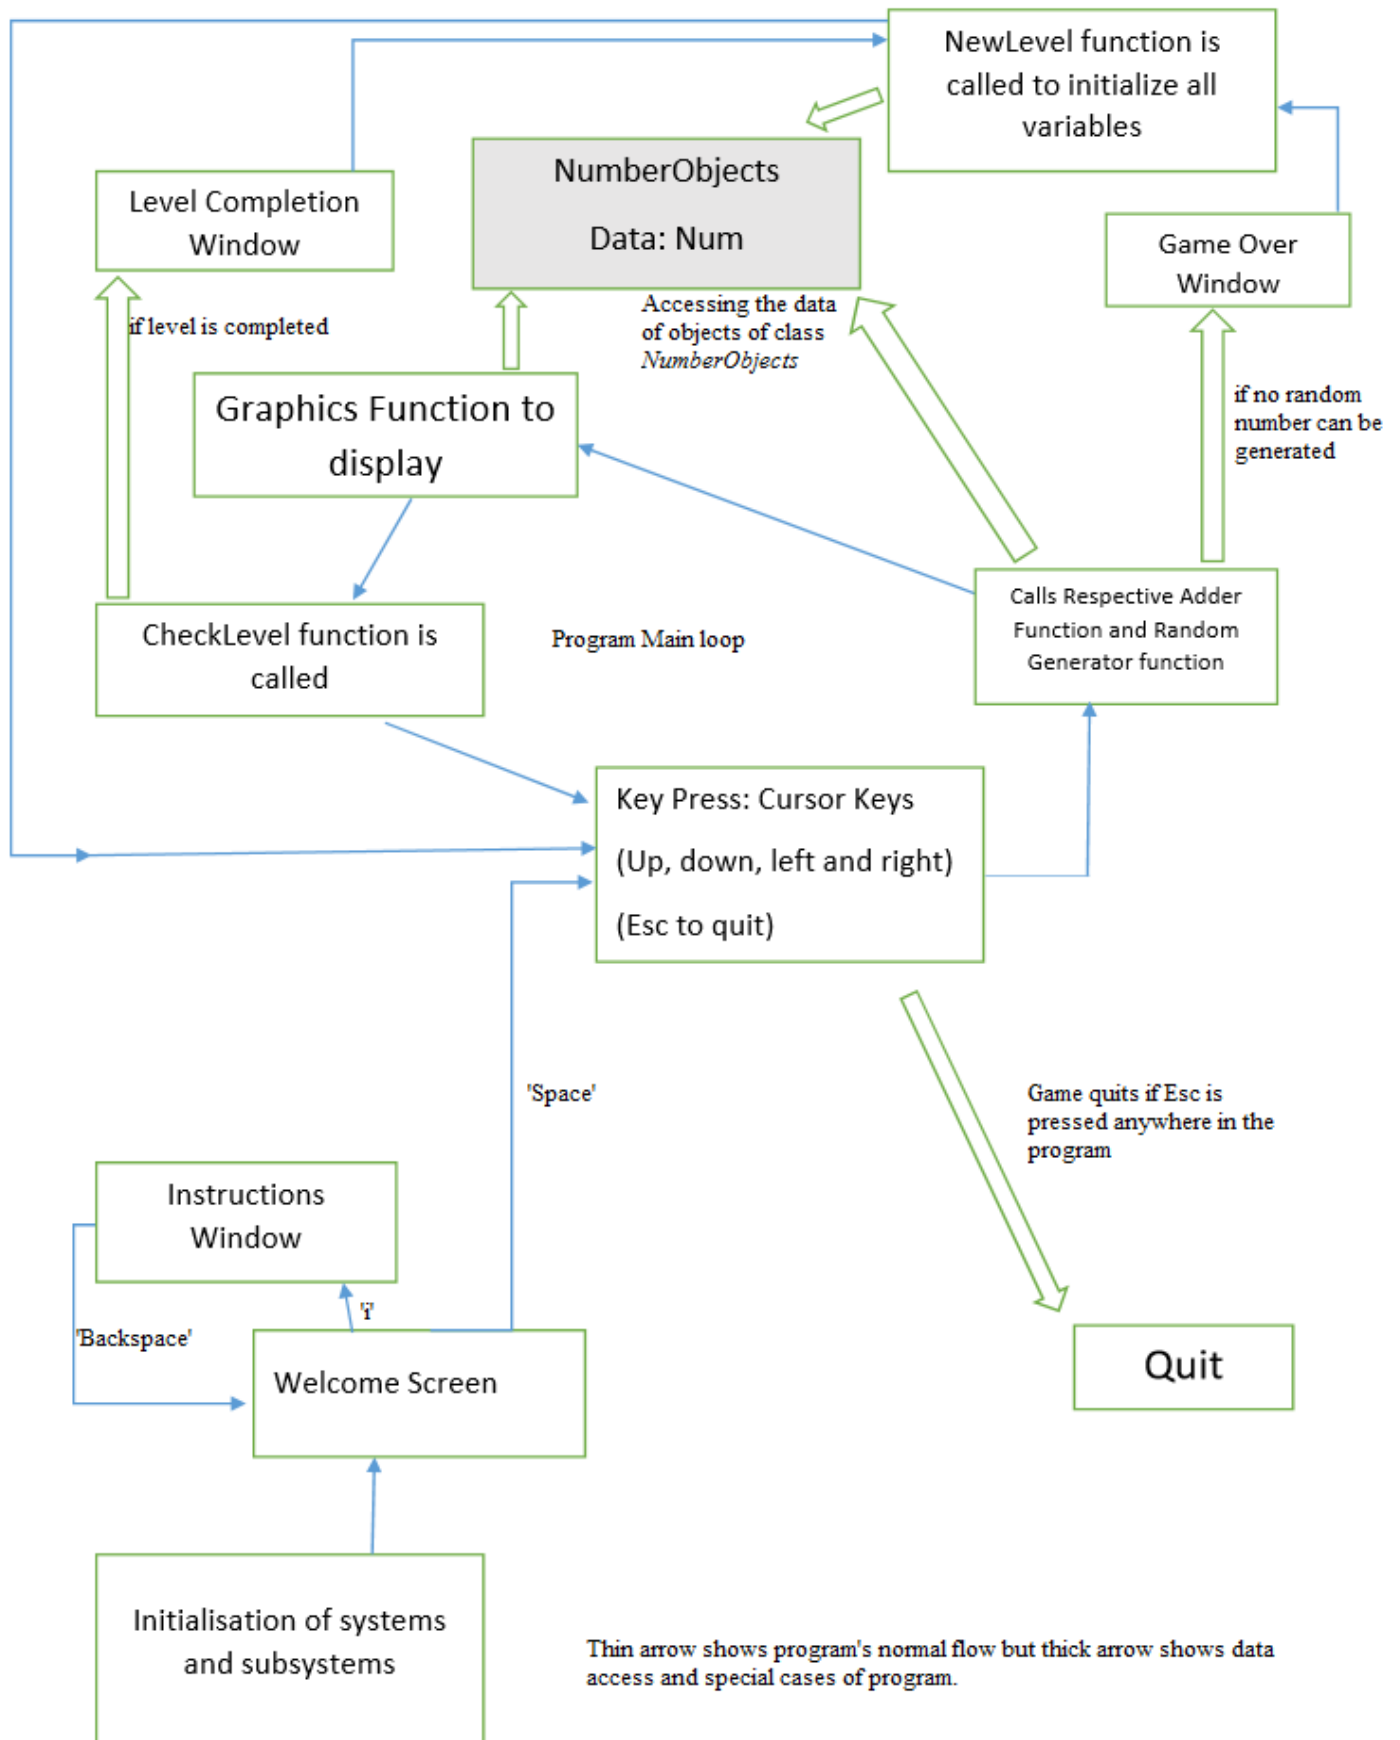 NewLevel function is
called to initialize all
variables
NumberObjects
Data: Num
Level Completion
Window
Game Over
Window
Accessing the data
of objects of class
NumberObjects
if level is completed
Graphics Function to
display
if no random
number can be
generated
Calls Respective Adder
Function and Random
Generator function
CheckLevel function is
called
Program Main loop
Key Press: Cursor Keys
(Up, down, left and right)
(Esc to quit)
'Space'
Game quits if Esc is
pressed anywhere in the
program
Instructions
Window
'i'
'Backspace'
Welcome Screen
Quit
Initialisation of systems
and subsystems
Thin arrow shows program's normal flow but thick arrow shows data
access and special cases of program.